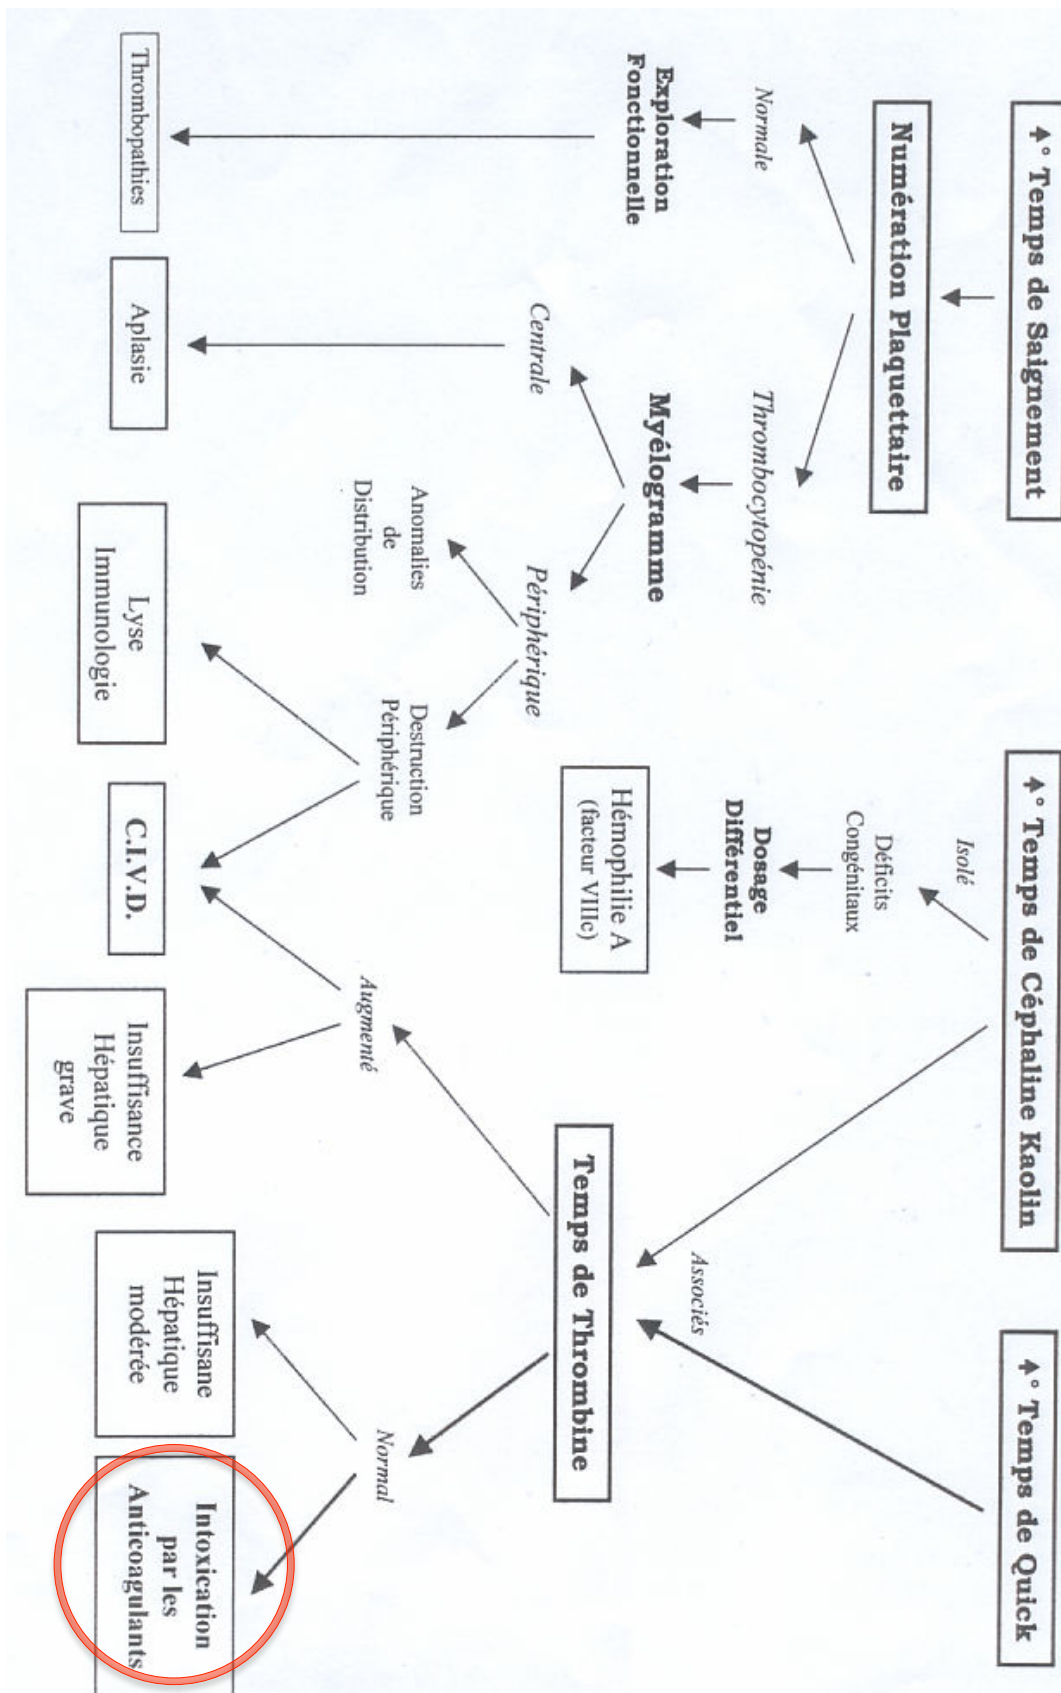 ↑° Temps de Saignement
↑° Temps de Céphaline Kaolin
↑° Temps de Quick
Numération Plaquettaire
Isolé
Normale
Thrombocytopénie
Déficits
Congénitaux
Exploration
Fonctionnelle
Myélogramme
Dosage
Différentiel
Associés
Centrale
Périphérique
Hémophilie A
(facteur VIIIc)
Temps de Thrombine
Anomalies
de
Distribution
Destruction
Périphérique
Augmenté
Normal
Thrombopathies
Aplasie
Lyse
Immunologie
C.I.V.D.
Insuffisance
Hépatique
grave
Insuffisane
Hépatique
modérée
Intoxication
par les
Anticoagulants